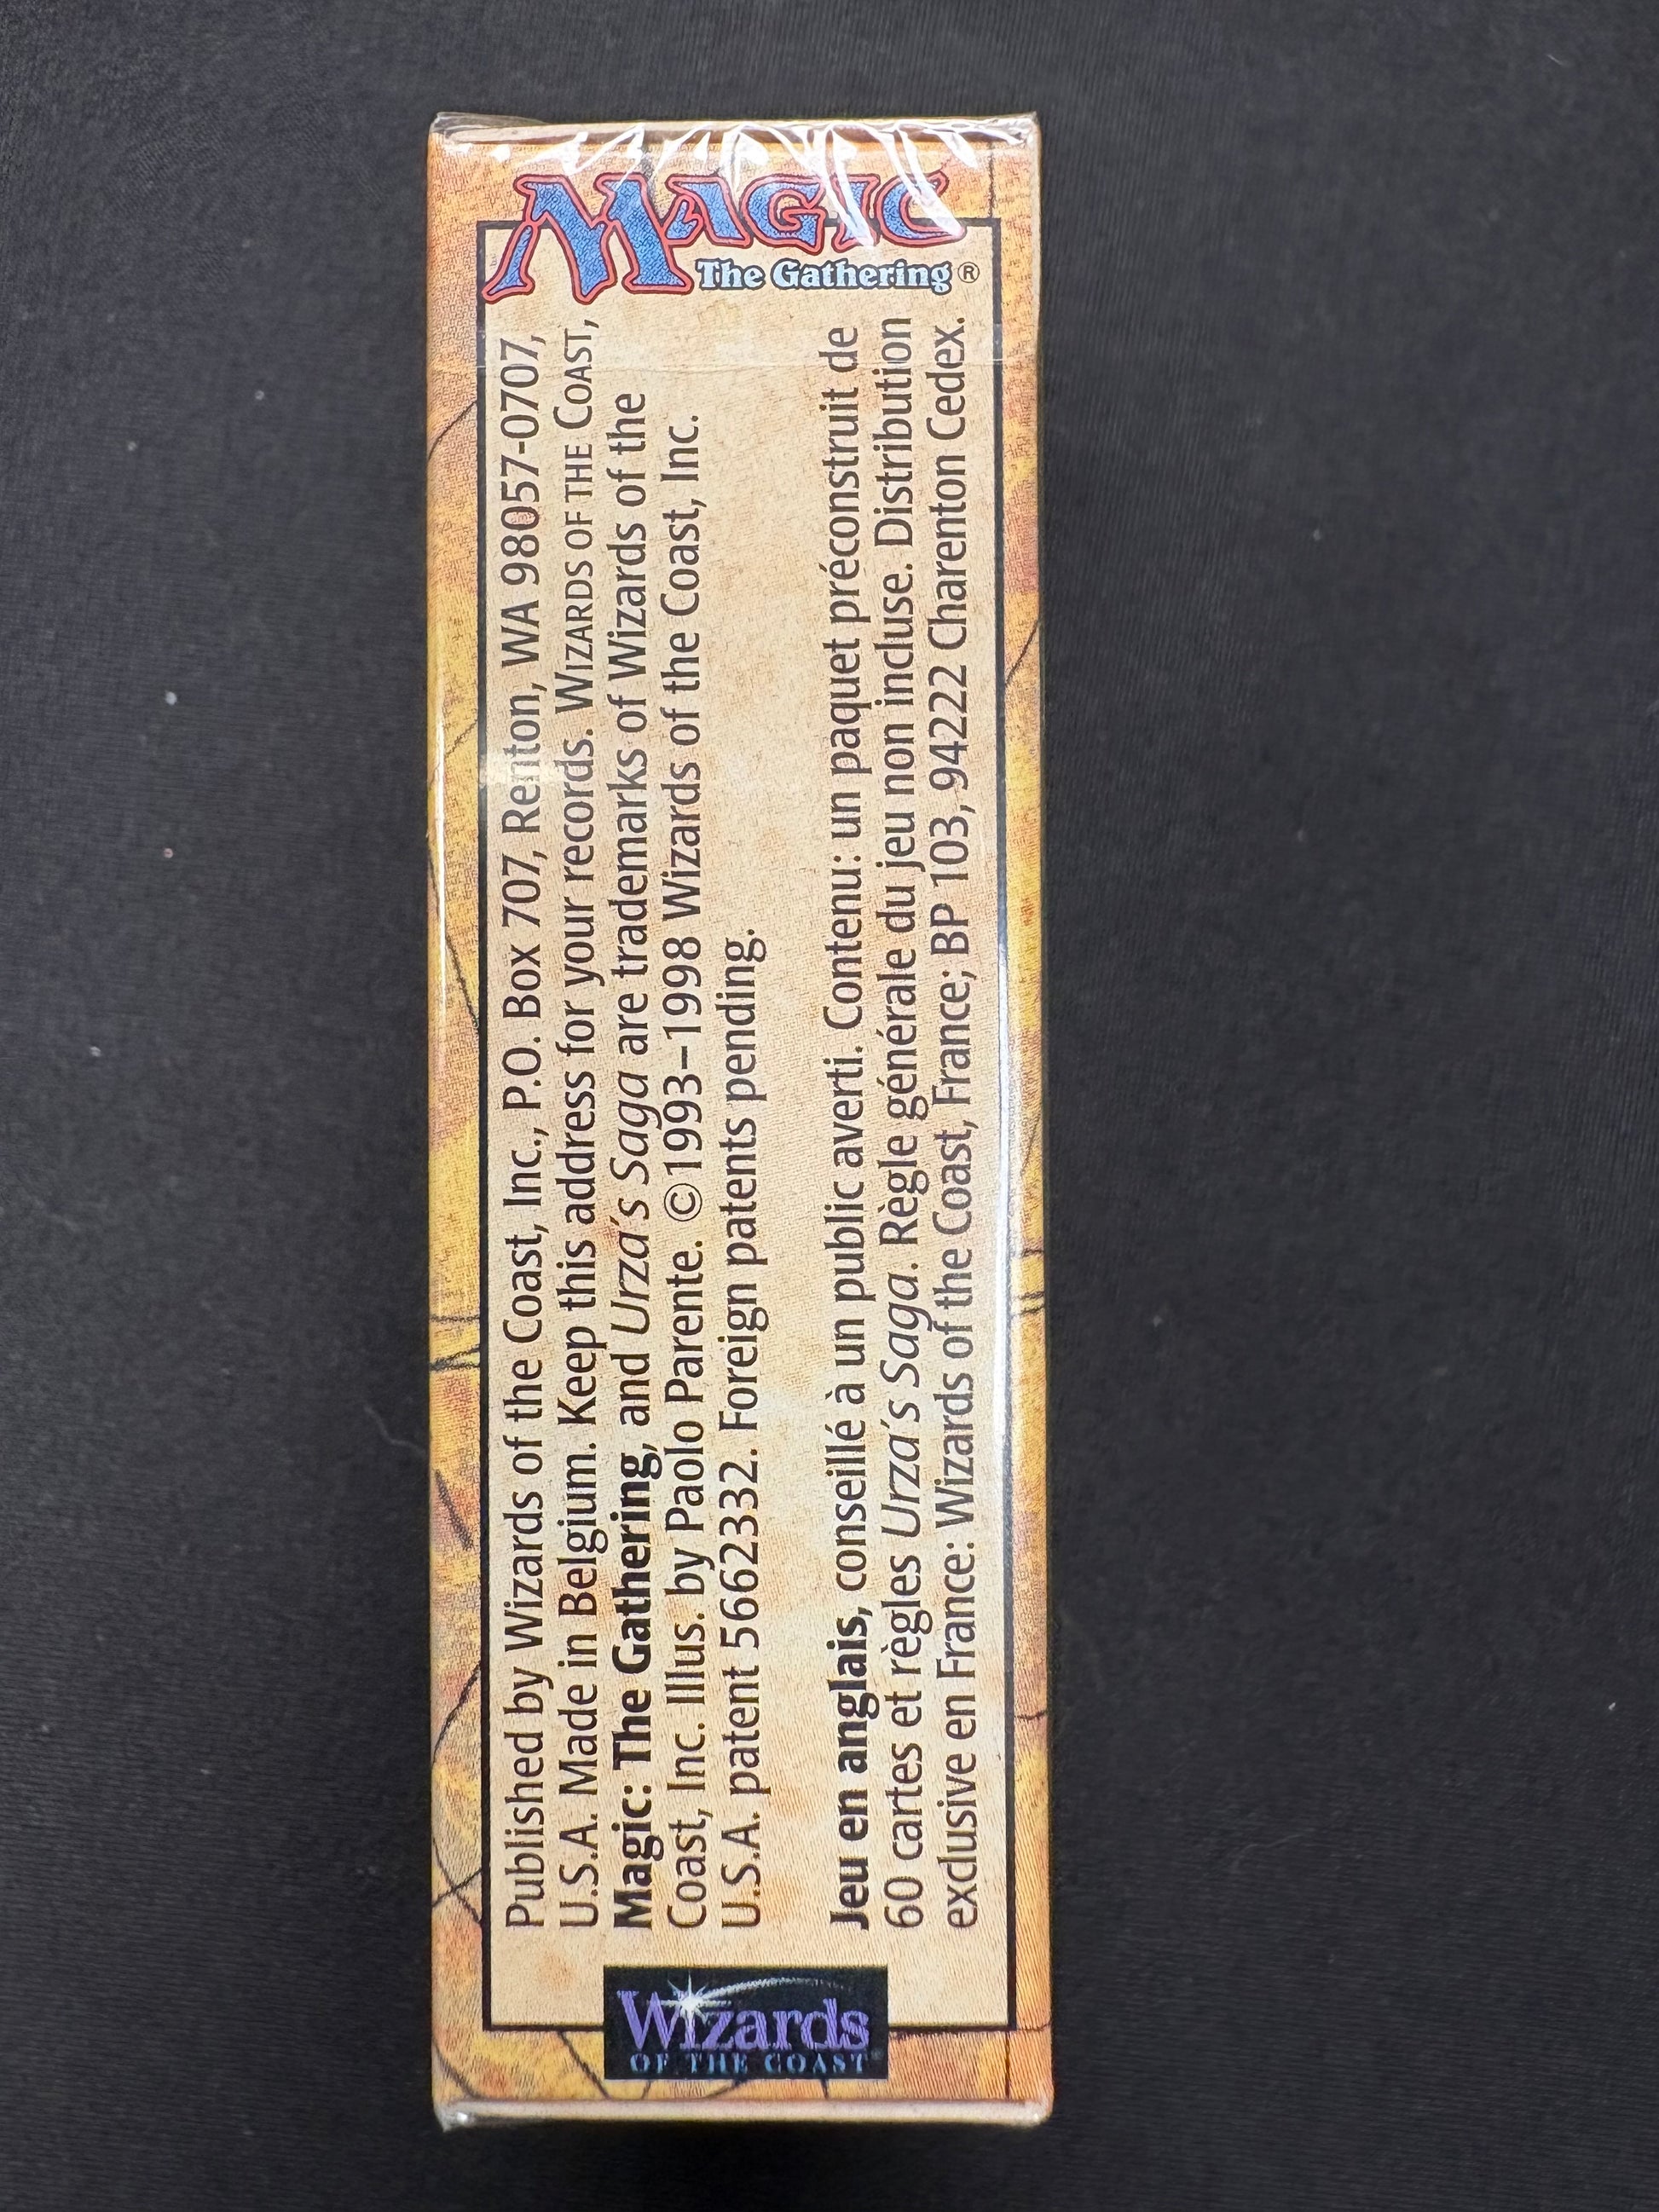 MAGIC
The Gathering®
Published by Wizards of the Coast, Inc., P.O. Box 707, Renton, WA 98057-0707,
U.S.A. Made in Belgium. Keep this address for your records. WIZARDS OF THE COAST,
Magic: The Gathering, and Urza's Saga are trademarks of Wizards of the
Coast, Inc. Illus. by Paolo Parente. ©1993–1998 Wizards of the Coast, Inc.
U.S.A. patent 5662332. Foreign patents pending.
Jeu en anglais, conseillé à un public averti. Contenu: un paquet préconstruit de
60 cartes et règles Urza's Saga. Règle générale du jeu non incluse. Distribution
exclusive en France: Wizards of the Coast, France; BP 103, 94222 Charenton Cedex.
Wizards
OF THE COAST